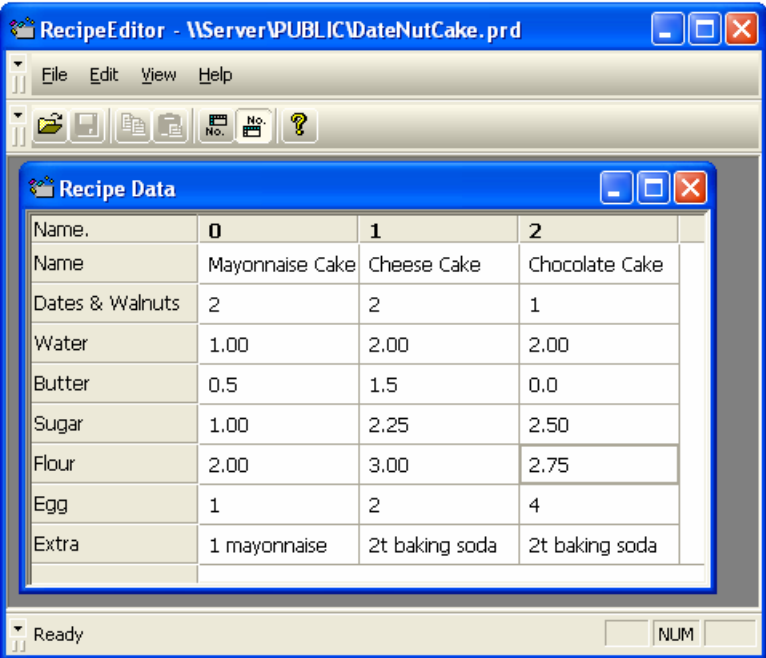 RecipeEditor - \\Server\PUBLIC\DateNutCake.prd
File Edit View Help
No. No. ?
Recipe Data
Name. 0 1 2
Name Mayonnaise Cake Cheese Cake Chocolate Cake
Dates & Walnuts 2 2 1
Water 1.00 2.00 2.00
Butter 0.5 1.5 0.0
Sugar 1.00 2.25 2.50
Flour 2.00 3.00 2.75
Egg 1 2 4
Extra 1 mayonnaise 2t baking soda 2t baking soda
Ready NUM